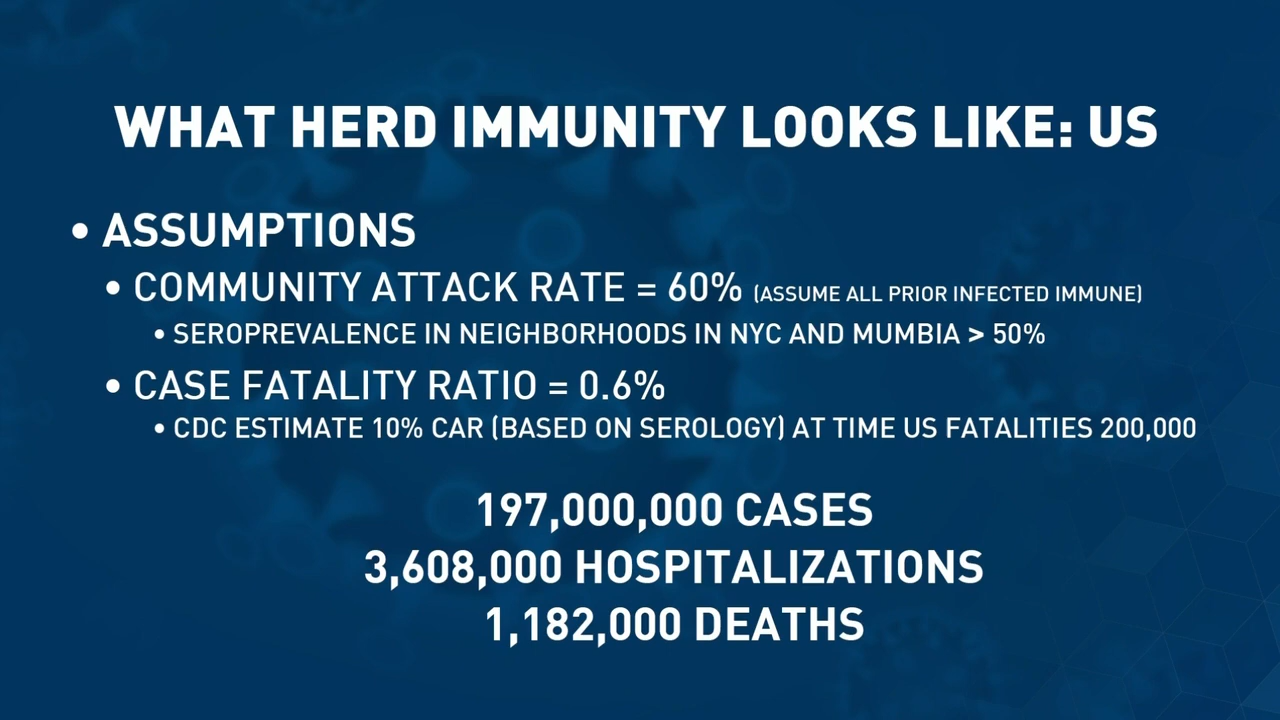 WHAT HERD IMMUNITY LOOKS LIKE: US
• ASSUMPTIONS
• COMMUNITY ATTACK RATE = 60% (ASSUME ALL PRIOR INFECTED IMMUNE)
• SEROPREVALENCE IN NEIGHBORHOODS IN NYC AND MUMBIA > 50%
• CASE FATALITY RATIO = 0.6%
• CDC ESTIMATE 10% CAR (BASED ON SEROLOGY) AT TIME US FATALITIES 200,000
197,000,000 CASES
3,608,000 HOSPITALIZATIONS
1,182,000 DEATHS